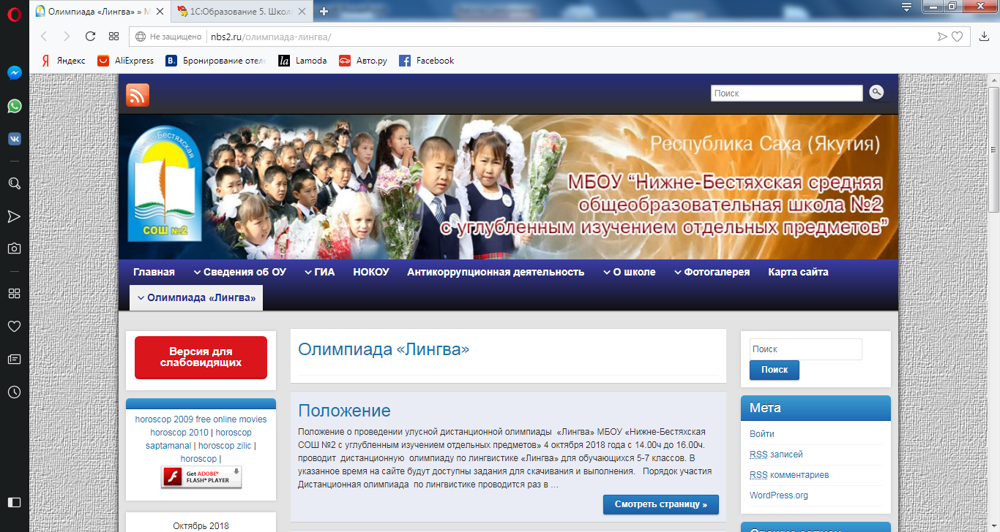 Олимпиада «Лингва» » М
1С:Образование 5. Школа
Не защищено nbs2.ru/олимпиада-лингва/
Яндекс AliExpress Бронирование оте Lamoda Авто.ру Facebook
Поиск
Нижне-Бестяхская
СОШ №2
Республика Саха (Якутия)
МБОУ “Нижне-Бестяхская средняя
общеобразовательная школа №2
с углубленным изучением отдельных предметов”
Главная Сведения об ОУ ГИА НОКОУ Антикоррупционная деятельность О школе Фотогалерея Карта сайта
Олимпиада «Лингва»
Версия для
слабовидящих
horoscop 2009 free online movies
horoscop 2010 | horoscop
saptamanal | horoscop zilic |
horoscop |
Get ADOBE®
FLASH® PLAYER
Октябрь 2018
Олимпиада «Лингва»
Положение
Положение о проведении улусной дистанционной олимпиады «Лингва» МБОУ «Нижне-Бестяхская
СОШ №2 с углубленным изучением отдельных предметов» 4 октября 2018 года с 14.00ч до 16.00ч.
проводит дистанционную олимпиаду по лингвистике «Лингва» для обучающихся 5-7 классов. В
указанное время на сайте будут доступны задания для скачивания и выполнения. Порядок участия
Дистанционная олимпиада по лингвистике проводится раз в ...
Смотреть страницу »
Поиск
Поиск
Мета
Войти
RSS записей
RSS комментариев
WordPress.org